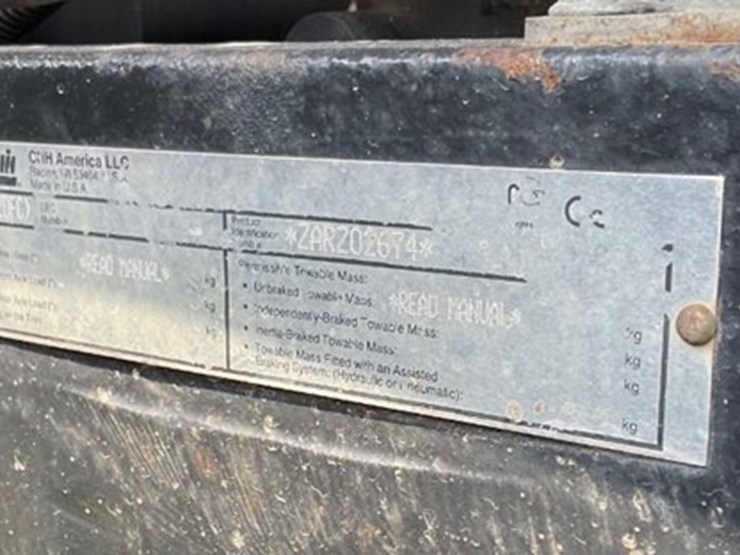 CNH America LLC
Racine, WI 53404 U.S.A.
Made in U.S.A.
Product
Identification
Number
*ZAR202674*
Permissible Towable Mass:
*READ MANUAL* kg
• Unbraked Towable Mass: *READ MANUAL* kg
• Independently-Braked Towable Mass: kg
• Inertia-Braked Towable Mass: kg
• Towable Mass Fitted with an Assisted
Braking System: (Hydraulic or Pneumatic): kg
kg
kg
CE